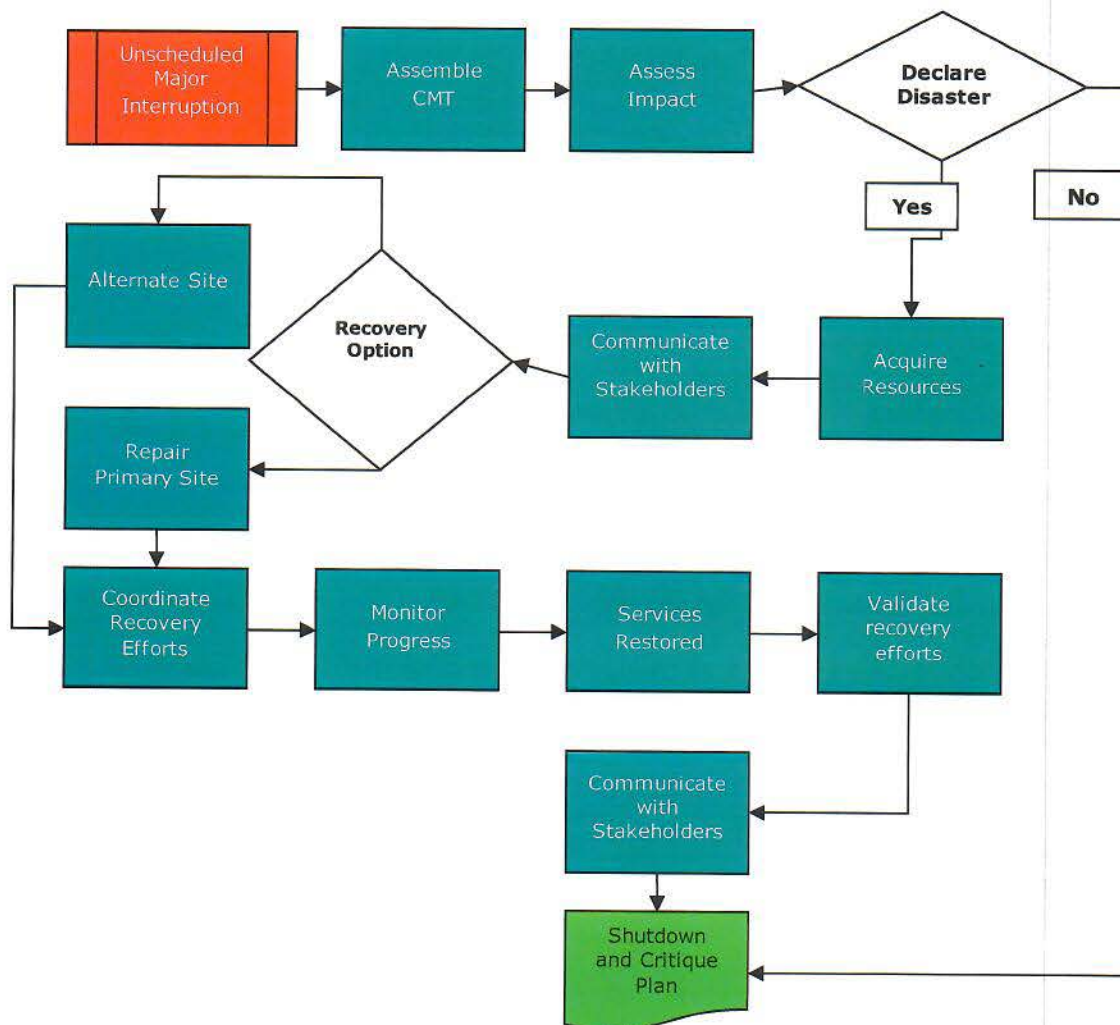 Unscheduled
Major
Interruption
Assemble
CMT
Assess
Impact
Declare
Disaster
Yes
No
Alternate Site
Recovery
Option
Communicate
with
Stakeholders
Acquire
Resources
Repair
Primary Site
Coordinate
Recovery
Efforts
Monitor
Progress
Services
Restored
Validate
recovery
efforts
Communicate
with
Stakeholders
Shutdown
and Critique
Plan